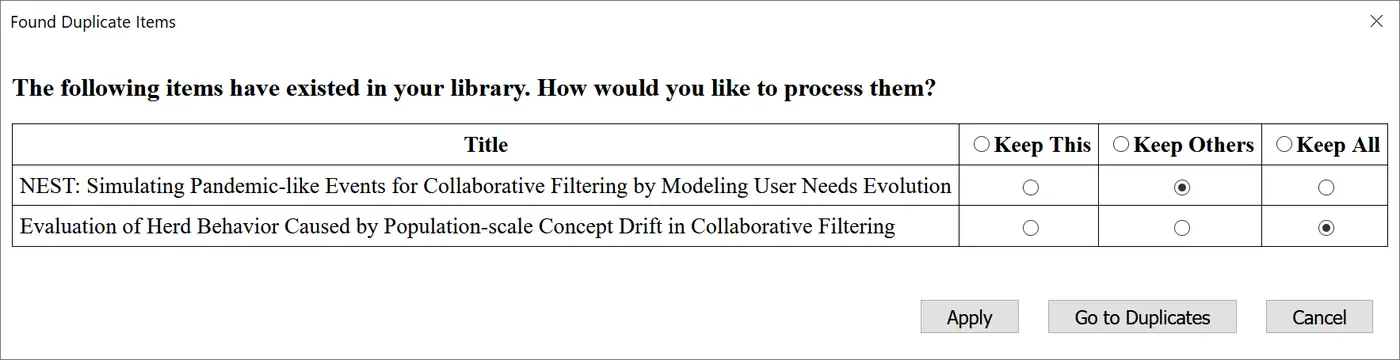 Found Duplicate Items
The following items have existed in your library. How would you like to process them?
Title Keep This Keep Others Keep All
NEST: Simulating Pandemic-like Events for Collaborative Filtering by Modeling User Needs Evolution
Evaluation of Herd Behavior Caused by Population-scale Concept Drift in Collaborative Filtering
Apply Go to Duplicates Cancel